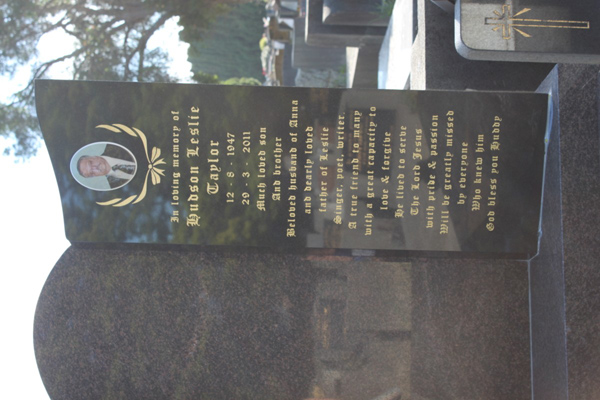 In loving memory of
Hudson Leslie
Taylor
12 - 8 - 1947
29 - 3 - 2011
Much loved son
And brother
Beloved husband of Anna
and dearly loved
father of Leslie
Singer, poet, writer,
A true friend to many
with a great capacity to
love & forgive
He lived to serve
The Lord Jesus
with pride & passion
Will be greatly missed
by everyone
Who knew him
God bless you Huddy